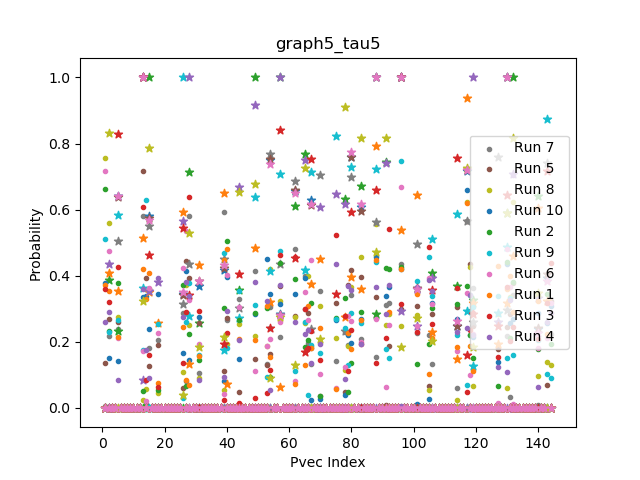 graph5_tau5
1.0
0.8
0.6
0.4
0.2
0.0
Probability
0
20
40
60
80
100
120
140
Pvec Index
Run 7
Run 5
Run 8
Run 10
Run 2
Run 9
Run 6
Run 1
Run 3
Run 4